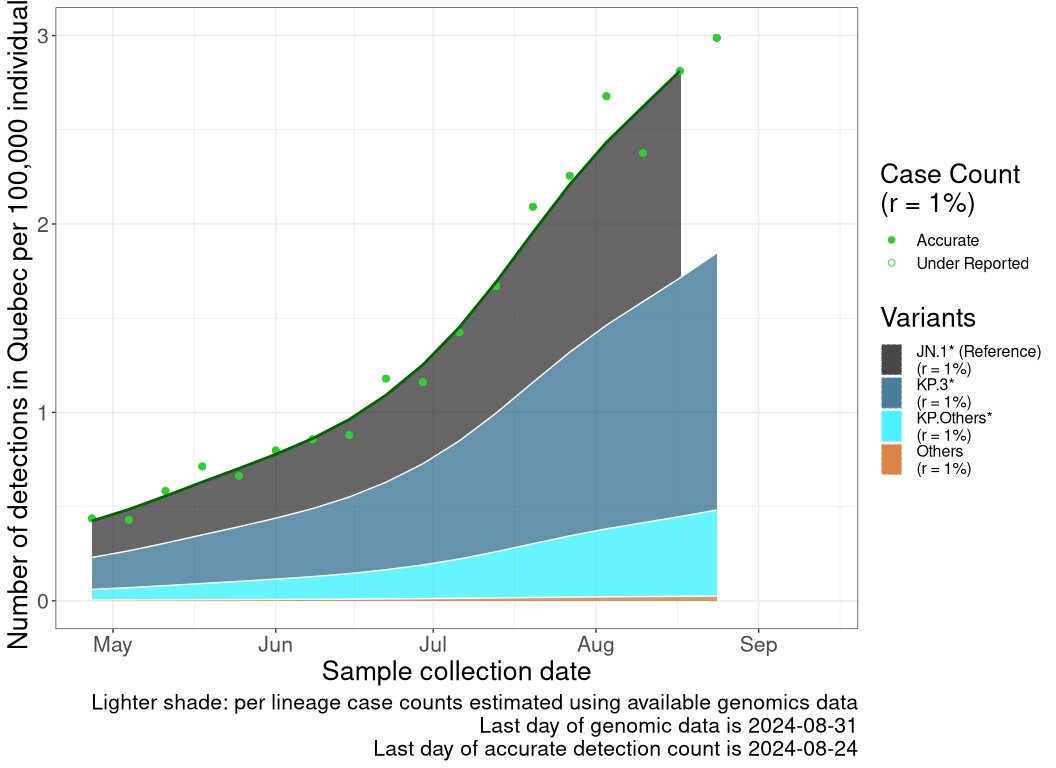 Number of detections in Quebec per 100,000 individual
3
2
1
0
May Jun Jul Aug Sep
Sample collection date
Lighter shade: per lineage case counts estimated using available genomics data
Last day of genomic data is 2024-08-31
Last day of accurate detection count is 2024-08-24
Case Count
(r = 1%)
Accurate
Under Reported
Variants
JN.1* (Reference)
(r = 1%)
KP.3*
(r = 1%)
KP.Others*
(r = 1%)
Others
(r = 1%)